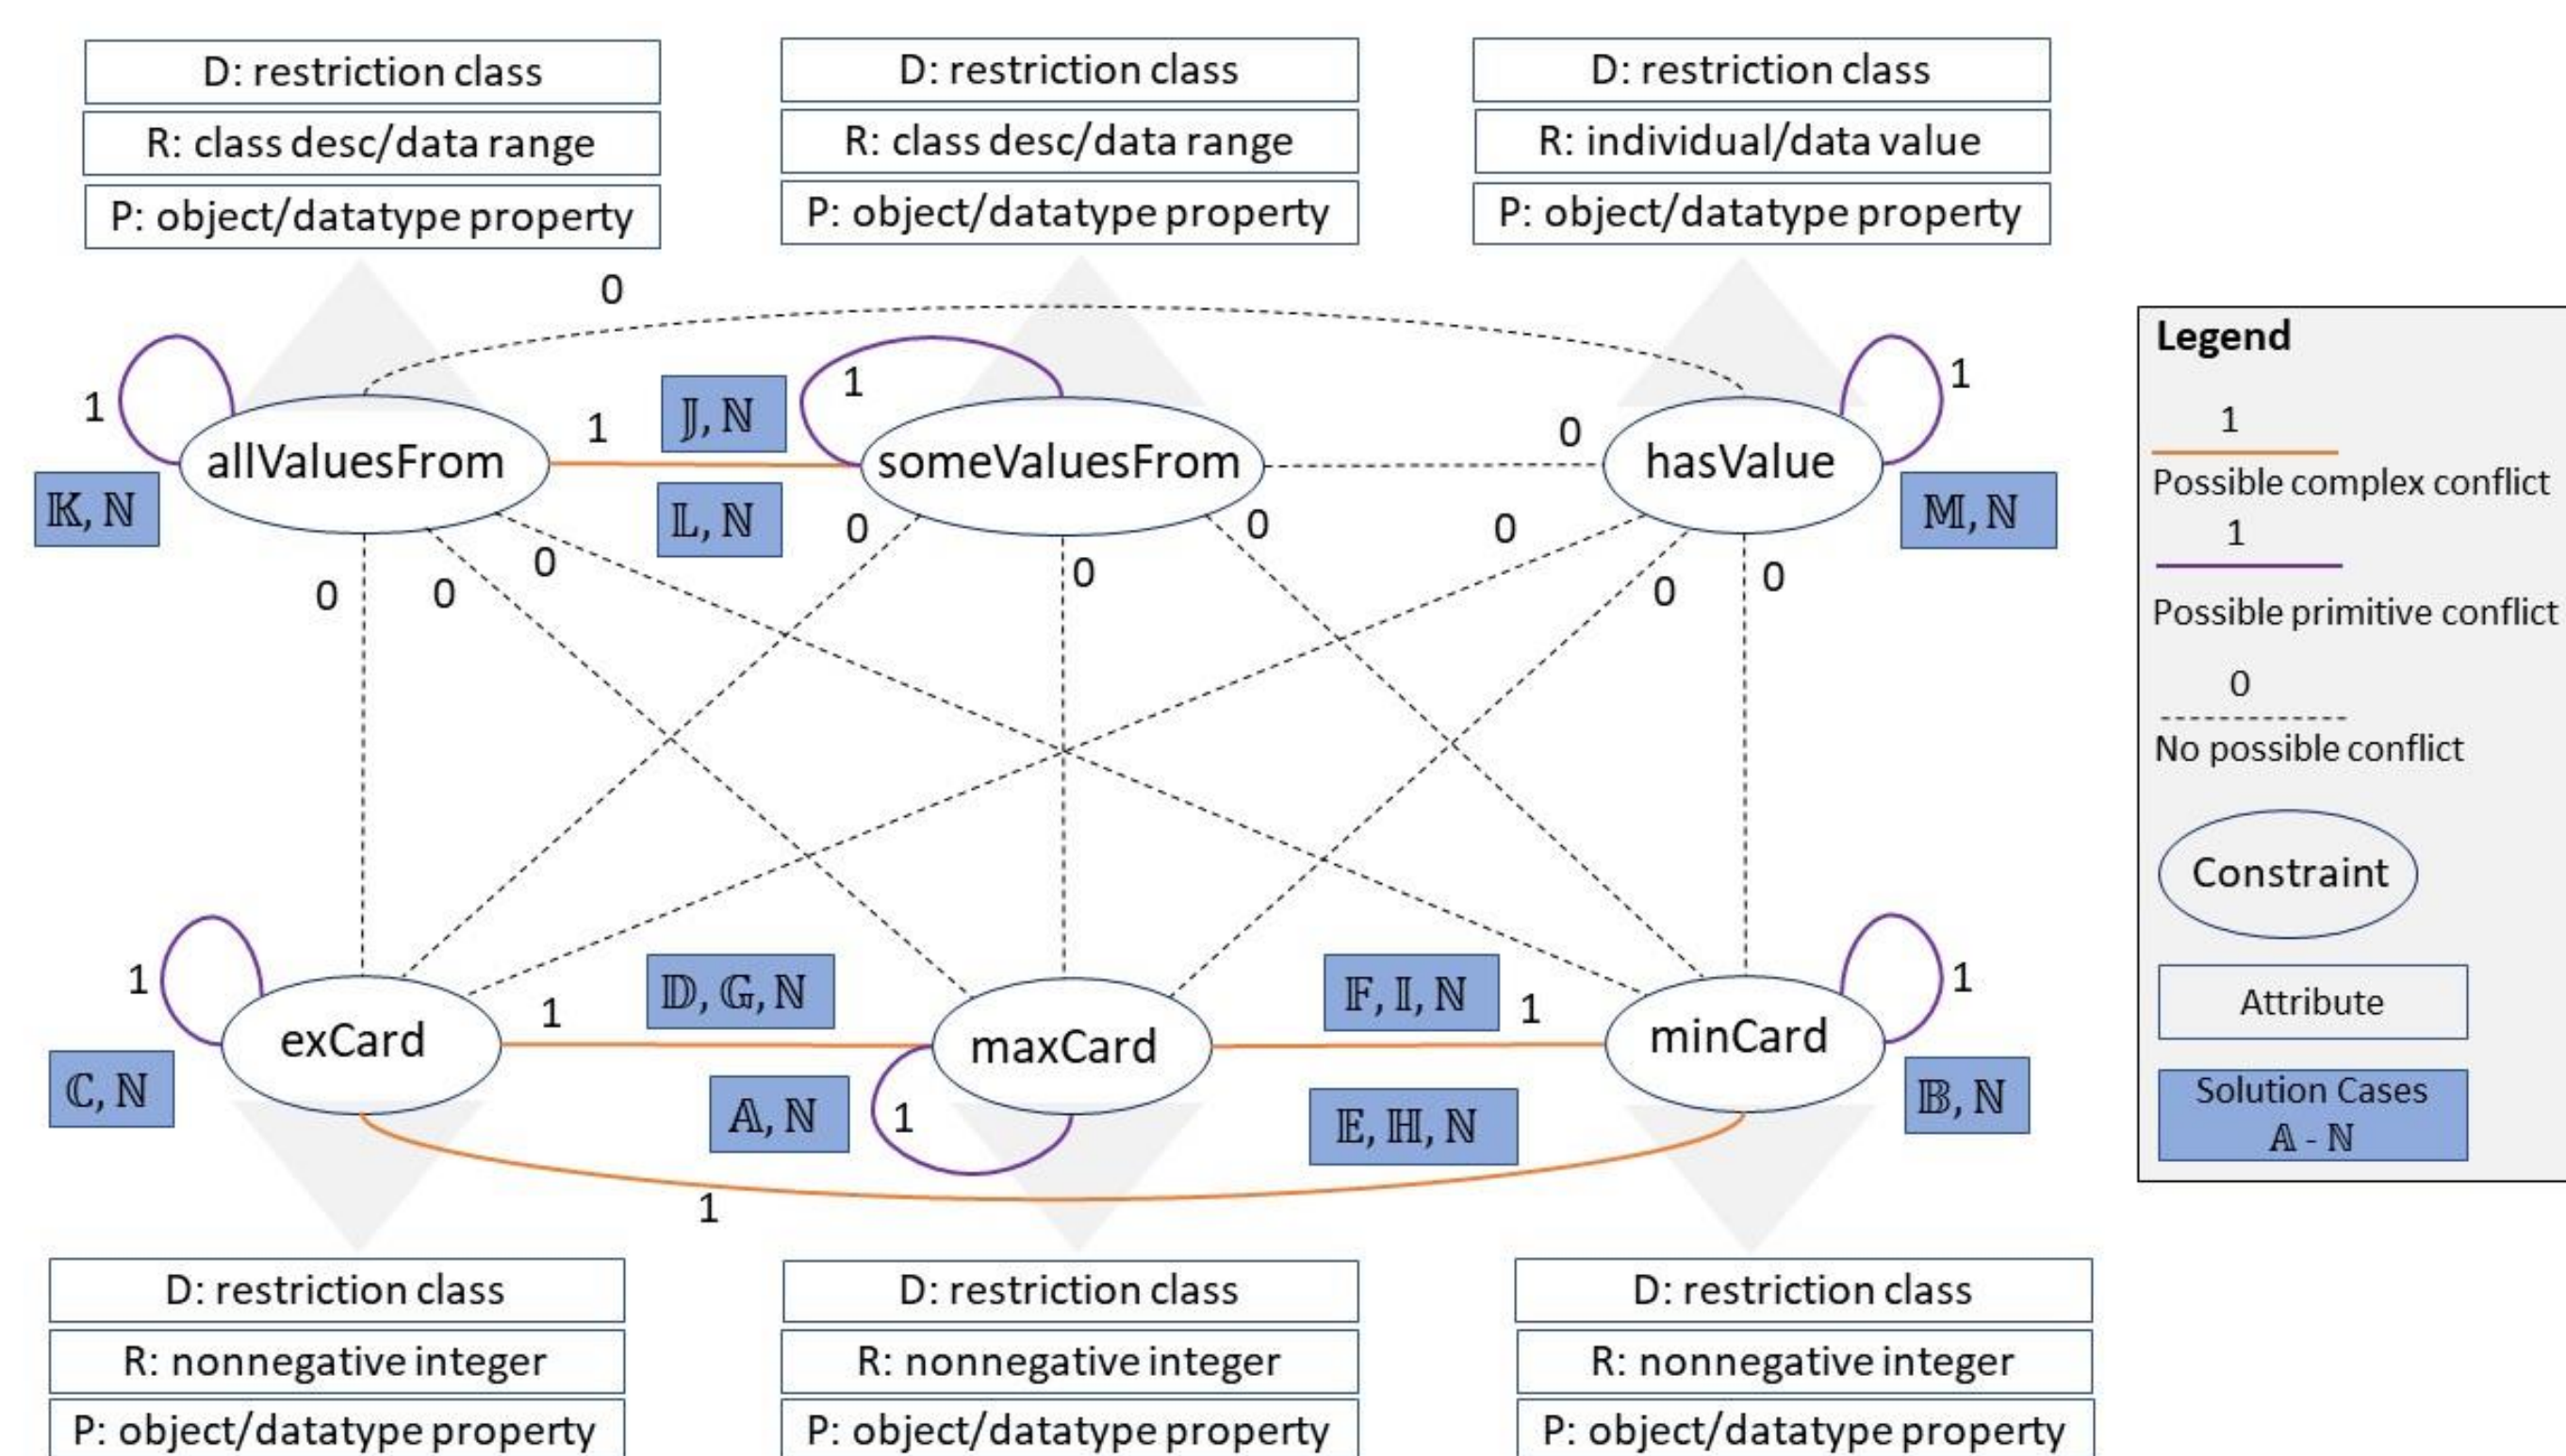 D: restriction class
R: class desc/data range
P: object/datatype property
D: restriction class
R: class desc/data range
P: object/datatype property
D: restriction class
R: individual/data value
P: object/datatype property
0
1
allValuesFrom
𝕂, ℕ
1
𝕁, ℕ
𝕃, ℕ
1
someValuesFrom
0
hasValue
1
𝕄, ℕ
0
0
0
0
0
0
0
0
0
1
exCard
ℂ, ℕ
1
𝔻, 𝔾, ℕ
𝔸, ℕ
1
maxCard
𝔽, 𝕀, ℕ
1
𝔼, ℍ, ℕ
minCard
1
𝔹, ℕ
1
D: restriction class
R: nonnegative integer
P: object/datatype property
D: restriction class
R: nonnegative integer
P: object/datatype property
D: restriction class
R: nonnegative integer
P: object/datatype property
Legend
1
Possible complex conflict
1
Possible primitive conflict
0
No possible conflict
Constraint
Attribute
Solution Cases
𝔸 - ℕ